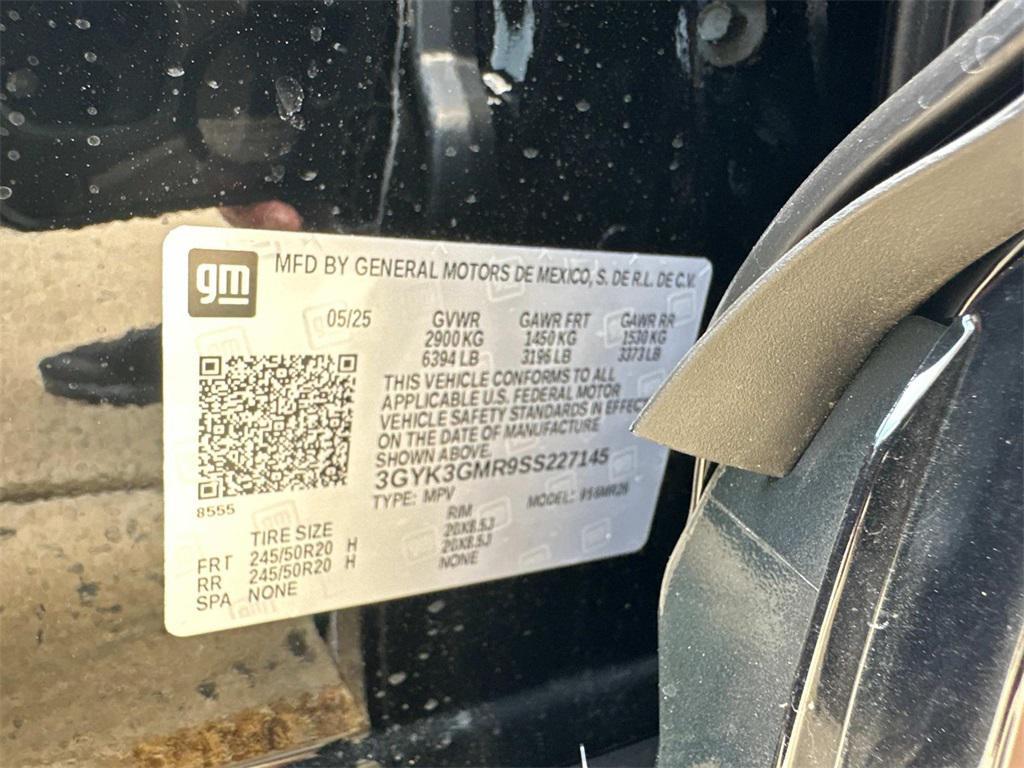 gm
MFD BY GENERAL MOTORS DE MEXICO, S. DE R.L. DE C.V.
05/25 GVWR GAWR FRT GAWR RR
2900 KG 1450 KG 1530 KG
6394 LB 3196 LB 3373 LB
THIS VEHICLE CONFORMS TO ALL
APPLICABLE U.S. FEDERAL MOTOR
VEHICLE SAFETY STANDARDS IN EFFECT
ON THE DATE OF MANUFACTURE
SHOWN ABOVE.
3GYK3GMR9SS227145
8555 TYPE: MPV MODEL:
TIRE SIZE RIM
FRT 245/50R20 H 20X8.5J
RR 245/50R20 H 20X8.5J
SPA NONE NONE